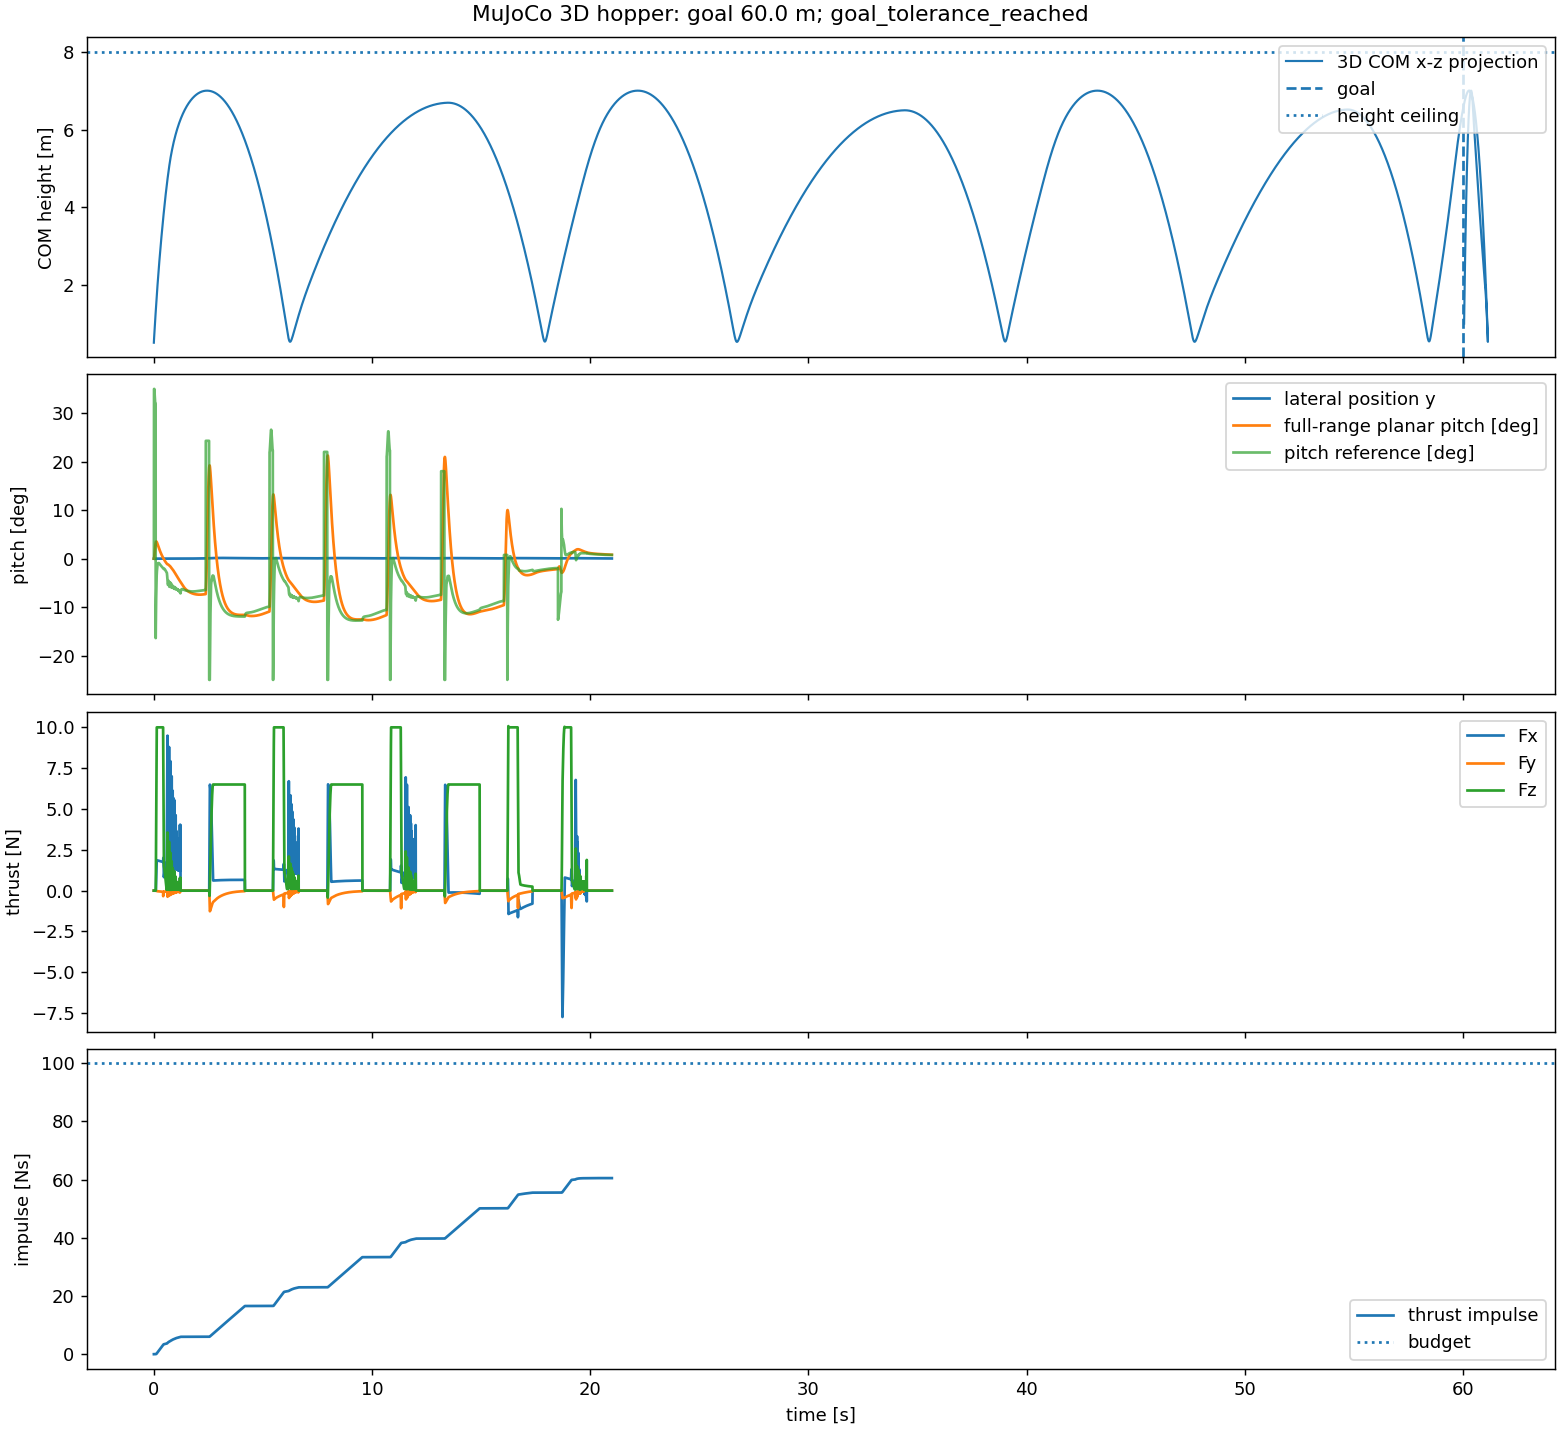 MuJoCo 3D hopper: goal 60.0 m; goal_tolerance_reached
COM height [m]
8
6
4
2
3D COM x-z projection
goal
height ceiling
pitch [deg]
30
20
10
0
−10
−20
lateral position y
full-range planar pitch [deg]
pitch reference [deg]
thrust [N]
10.0
7.5
5.0
2.5
0.0
−2.5
−5.0
−7.5
Fx
Fy
Fz
impulse [Ns]
100
80
60
40
20
0
thrust impulse
budget
0 10 20 30 40 50 60
time [s]